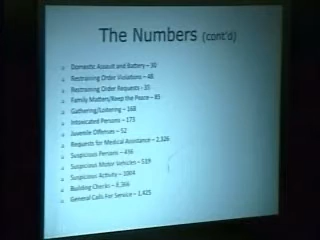 The Numbers (cont'd)
Domestic Assault and Battery – 30
Restraining Order Violations – 48
Restraining Order Requests - 35
Family Matters/Keep the Peace – 85
Gathering/Loitering – 168
Intoxicated Persons – 173
Juvenile Offenses – 52
Requests for Medical Assistance – 2,326
Suspicious Persons – 436
Suspicious Motor Vehicles – 519
Suspicious Activity – 1084
Building Checks – 8,366
General Calls For Service – 1,425